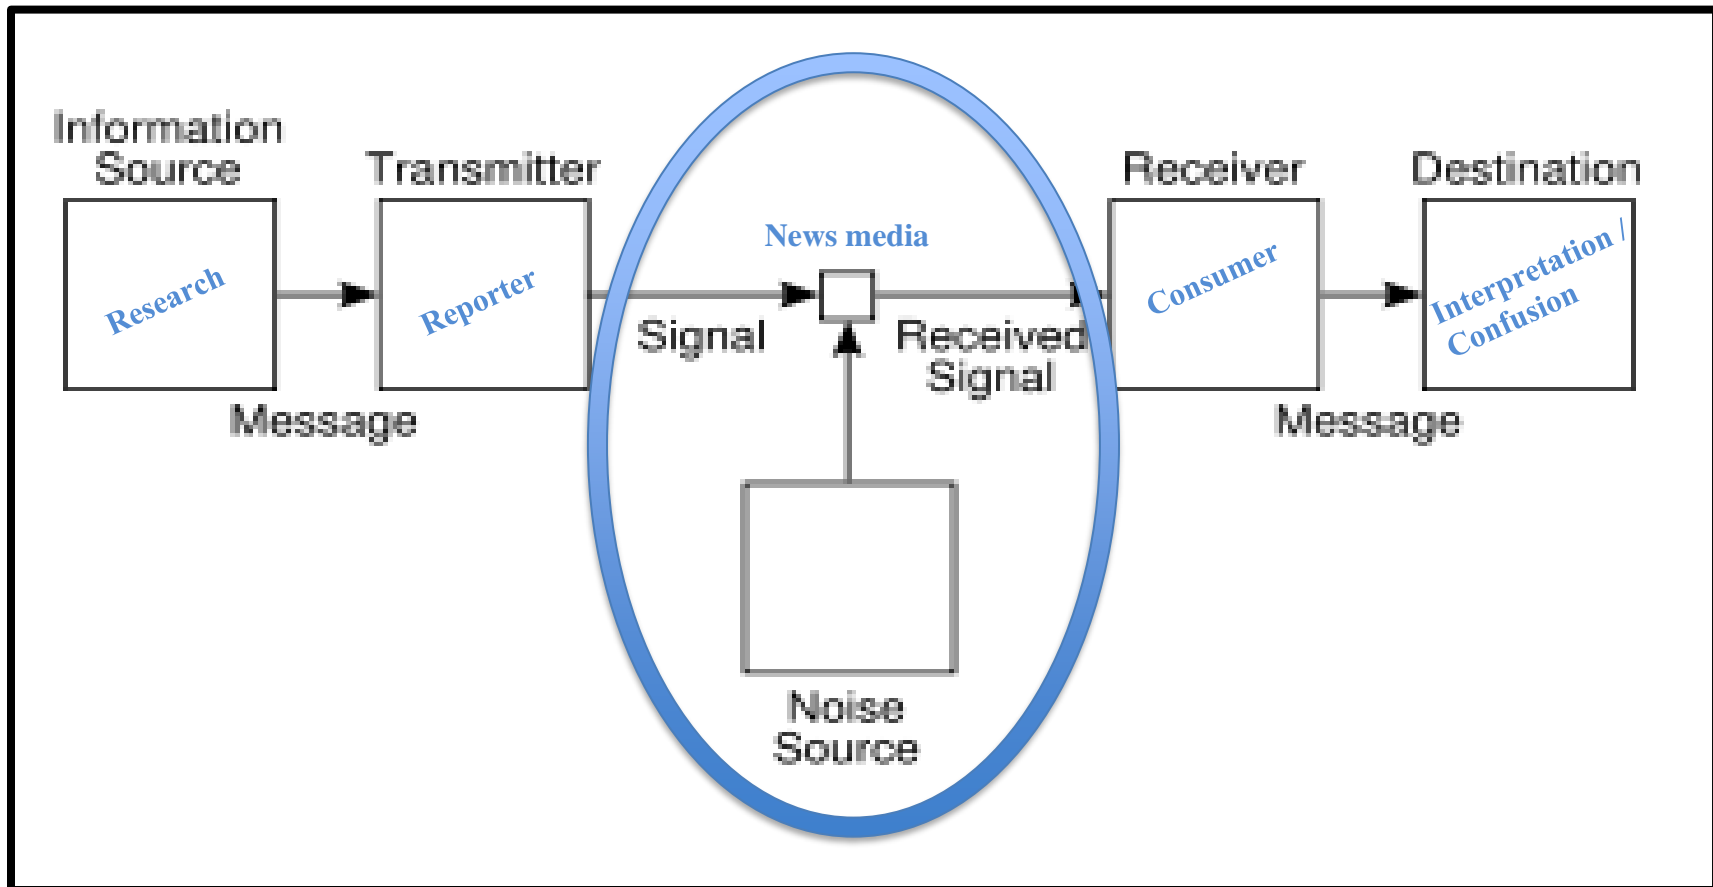 Information
Source
Transmitter
Receiver
Destination
News media
Research
Reporter
Consumer
Interpretation /
Confusion
Signal
Received
Signal
Message
Message
Noise
Source